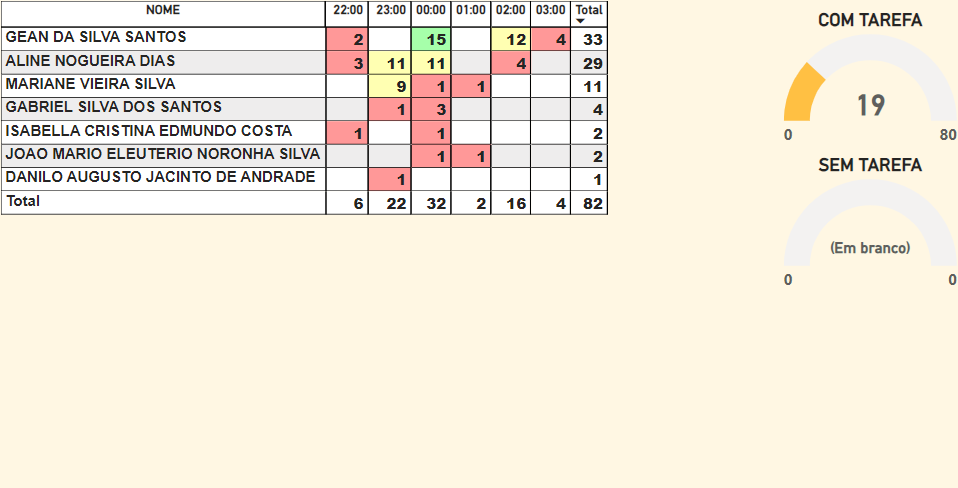 NOME 22:00 23:00 00:00 01:00 02:00 03:00 Total
GEAN DA SILVA SANTOS 2 15 12 4 33
ALINE NOGUEIRA DIAS 3 11 11 4 29
MARIANE VIEIRA SILVA 9 1 1 11
GABRIEL SILVA DOS SANTOS 1 3 4
ISABELLA CRISTINA EDMUNDO COSTA 1 1 2
JOAO MARIO ELEUTERIO NORONHA SILVA 1 1 2
DANILO AUGUSTO JACINTO DE ANDRADE 1 1
Total 6 22 32 2 16 4 82
COM TAREFA
19
0 80
SEM TAREFA
(Em branco)
0 0